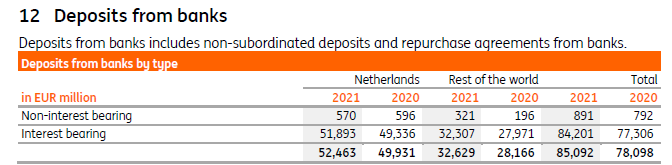 12 Deposits from banks
Deposits from banks includes non-subordinated deposits and repurchase agreements from banks.
Deposits from banks by type
Netherlands Rest of the world Total
in EUR million 2021 2020 2021 2020 2021 2020
Non-interest bearing 570 596 321 196 891 792
Interest bearing 51,893 49,336 32,307 27,971 84,201 77,306
52,463 49,931 32,629 28,166 85,092 78,098